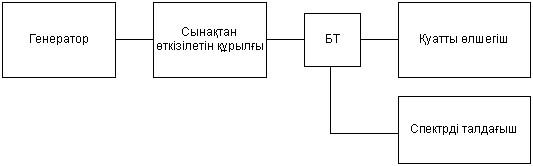 Генератор
Сынақтан
өткізілетін құрылғы
БТ
Қуатты өлшегіш
Спектрді талдағыш